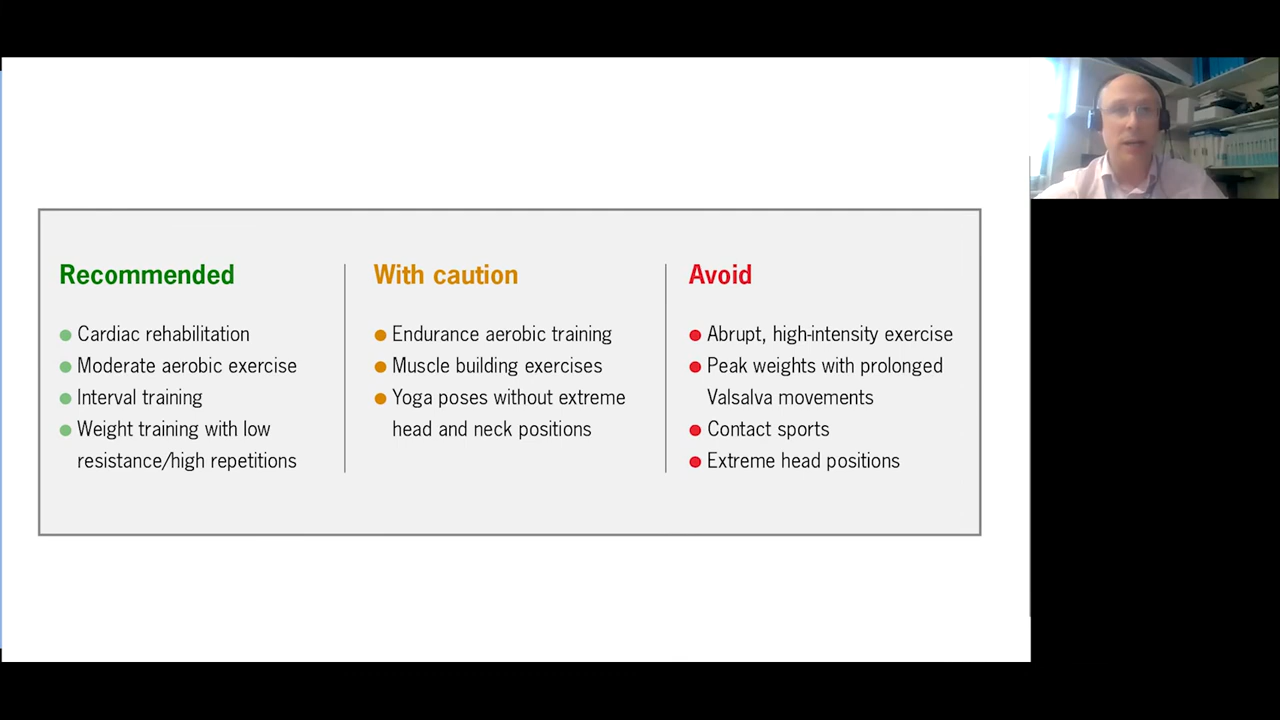 Recommended
Cardiac rehabilitation
Moderate aerobic exercise
Interval training
Weight training with low
resistance/high repetitions
With caution
Endurance aerobic training
Muscle building exercises
Yoga poses without extreme
head and neck positions
Avoid
Abrupt, high-intensity exercise
Peak weights with prolonged
Valsalva movements
Contact sports
Extreme head positions